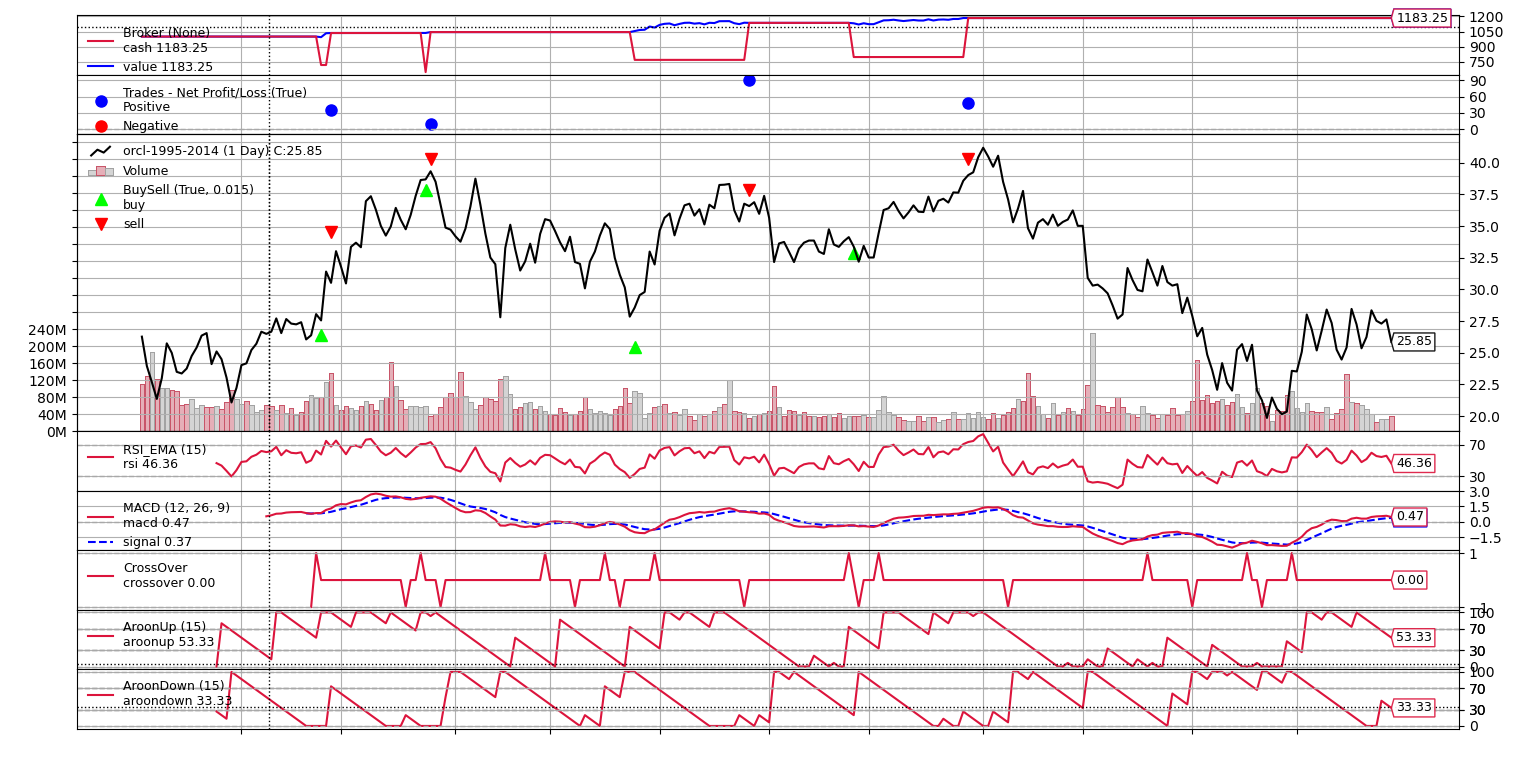 Broker (None)
cash 1183.25
value 1183.25
1183.25
1200
1050
900
750
Trades - Net Profit/Loss (True)
Positive
Negative
90
60
30
0
orcl-1995-2014 (1 Day) C:25.85
Volume
BuySell (True, 0.015)
buy
sell
40.0
37.5
35.0
32.5
30.0
27.5
25.85
25.0
22.5
20.0
240M
200M
160M
120M
80M
40M
0M
RSI_EMA (15)
rsi 46.36
70
46.36
30
MACD (12, 26, 9)
macd 0.47
signal 0.37
3.0
1.5
0.47
0.0
−1.5
CrossOver
crossover 0.00
1
0.00
AroonUp (15)
aroonup 53.33
100
70
53.33
30
0
AroonDown (15)
aroondown 33.33
100
70
33.33
30
0